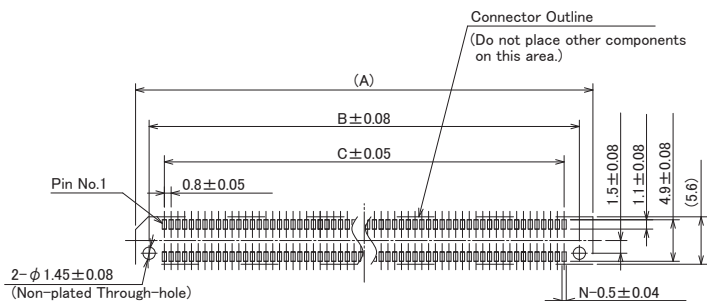 Connector Outline
(Do not place other components
on this area.)
(A)
B±0.08
C±0.05
Pin No.1
0.8±0.05
1.5±0.08
1.1±0.08
4.9±0.08
(5.6)
2-φ1.45±0.08
(Non-plated Through-hole)
N-0.5±0.04